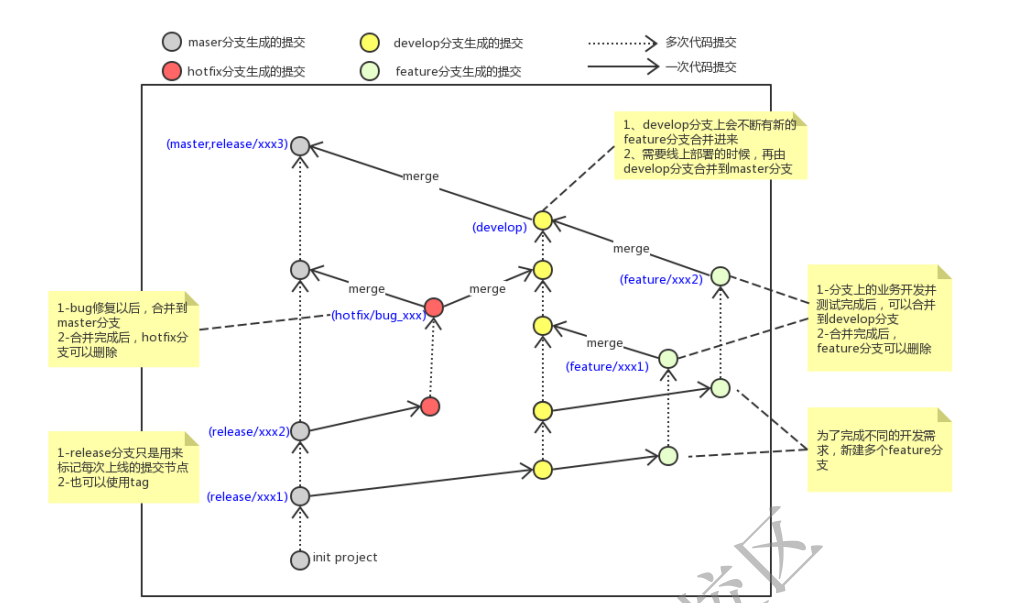 maser分支生成的提交
develop分支生成的提交
多次代码提交
hotfix分支生成的提交
feature分支生成的提交
一次代码提交
1、develop分支上会不断有新的
feature分支合并进来
2、需要线上部署的时候，再由
develop分支合并到master分支
(master,release/xxx3)
merge
(develop)
merge
(feature/xxx2)
1-分支上的业务开发并
测试完成后，可以合并
到develop分支
2-合并完成后，
feature分支可以删除
merge
merge
1-bug修复以后，合并到
master分支
2-合并完成后，hotfix分
支可以删除
(hotfix/bug_xxx)
merge
(feature/xxx1)
(release/xxx2)
为了完成不同的开发需
求，新建多个feature分
支
1-release分支只是用来
标记每次上线的提交节点
2-也可以使用tag
(release/xxx1)
init project
校区